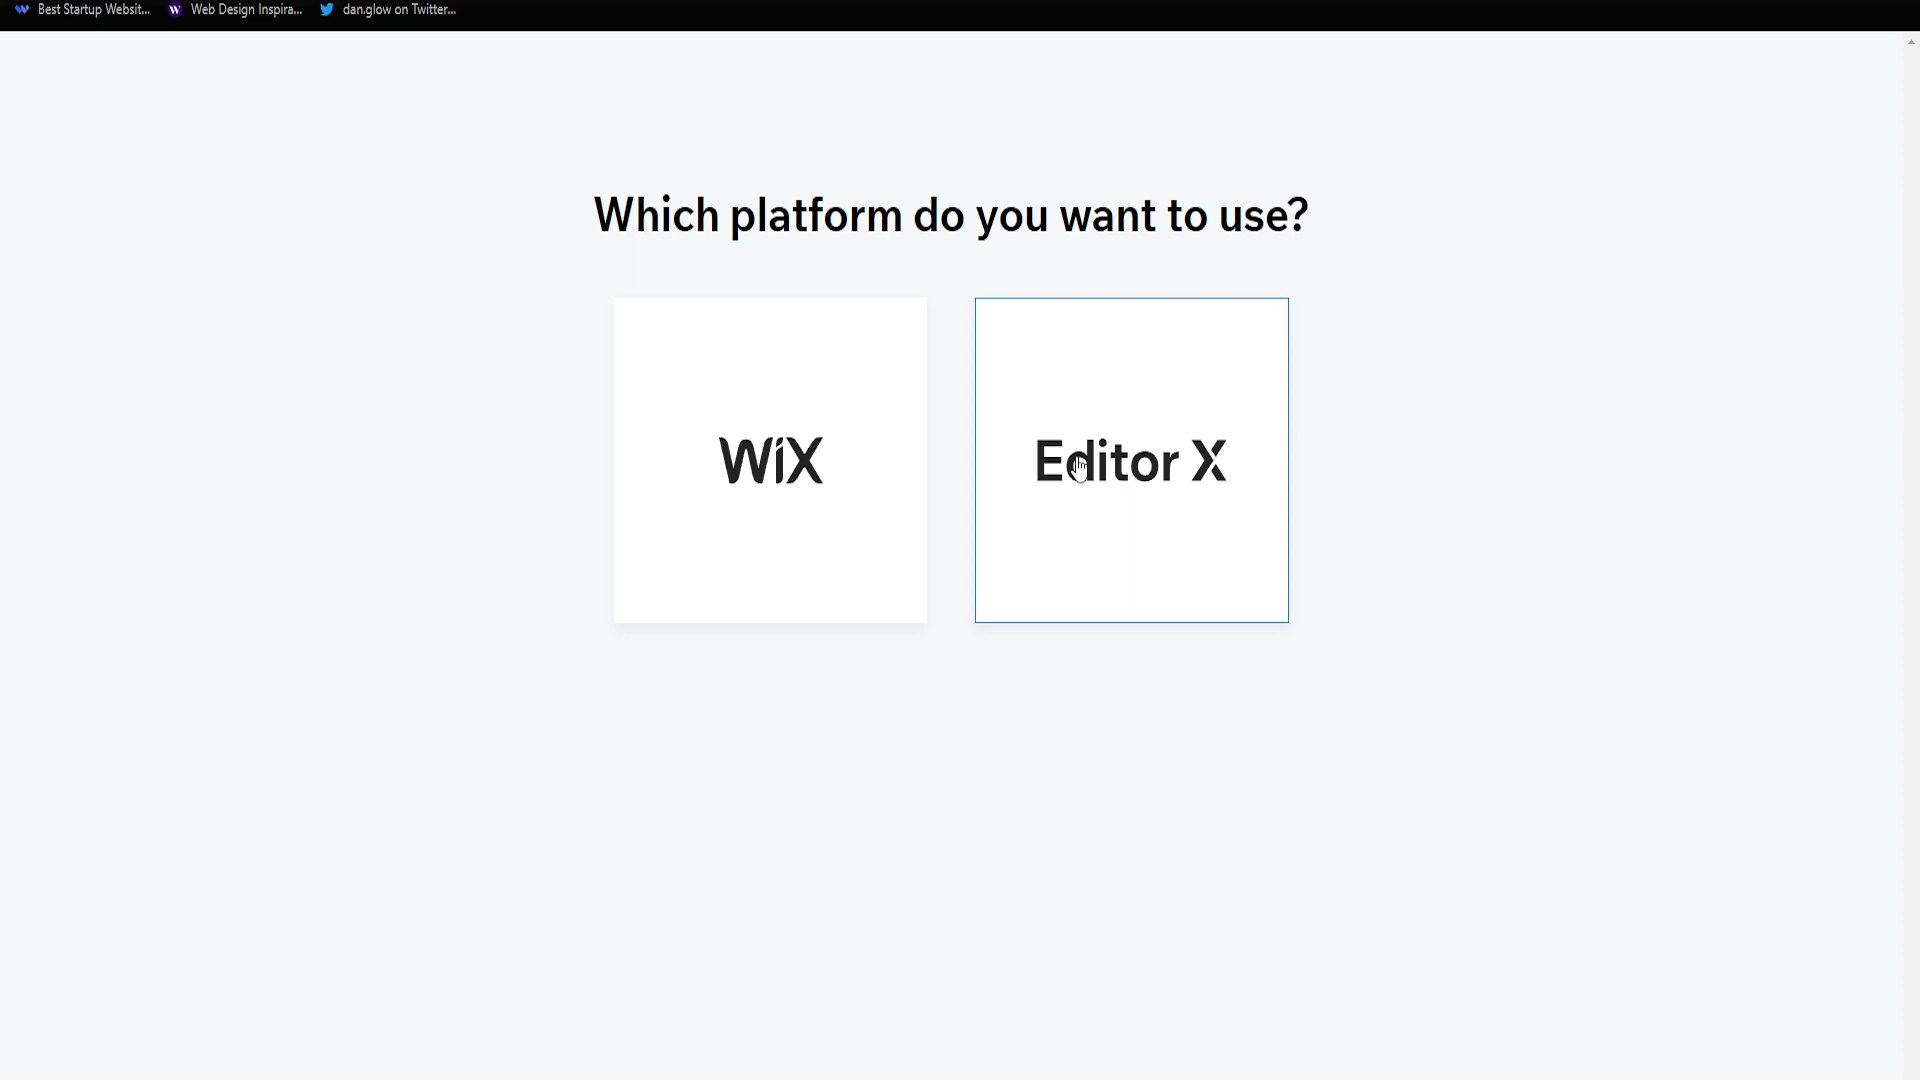 Best Startup Websit... Web Design Inspira... dan.glow on Twitter...
Which platform do you want to use?
WiX
Editor X